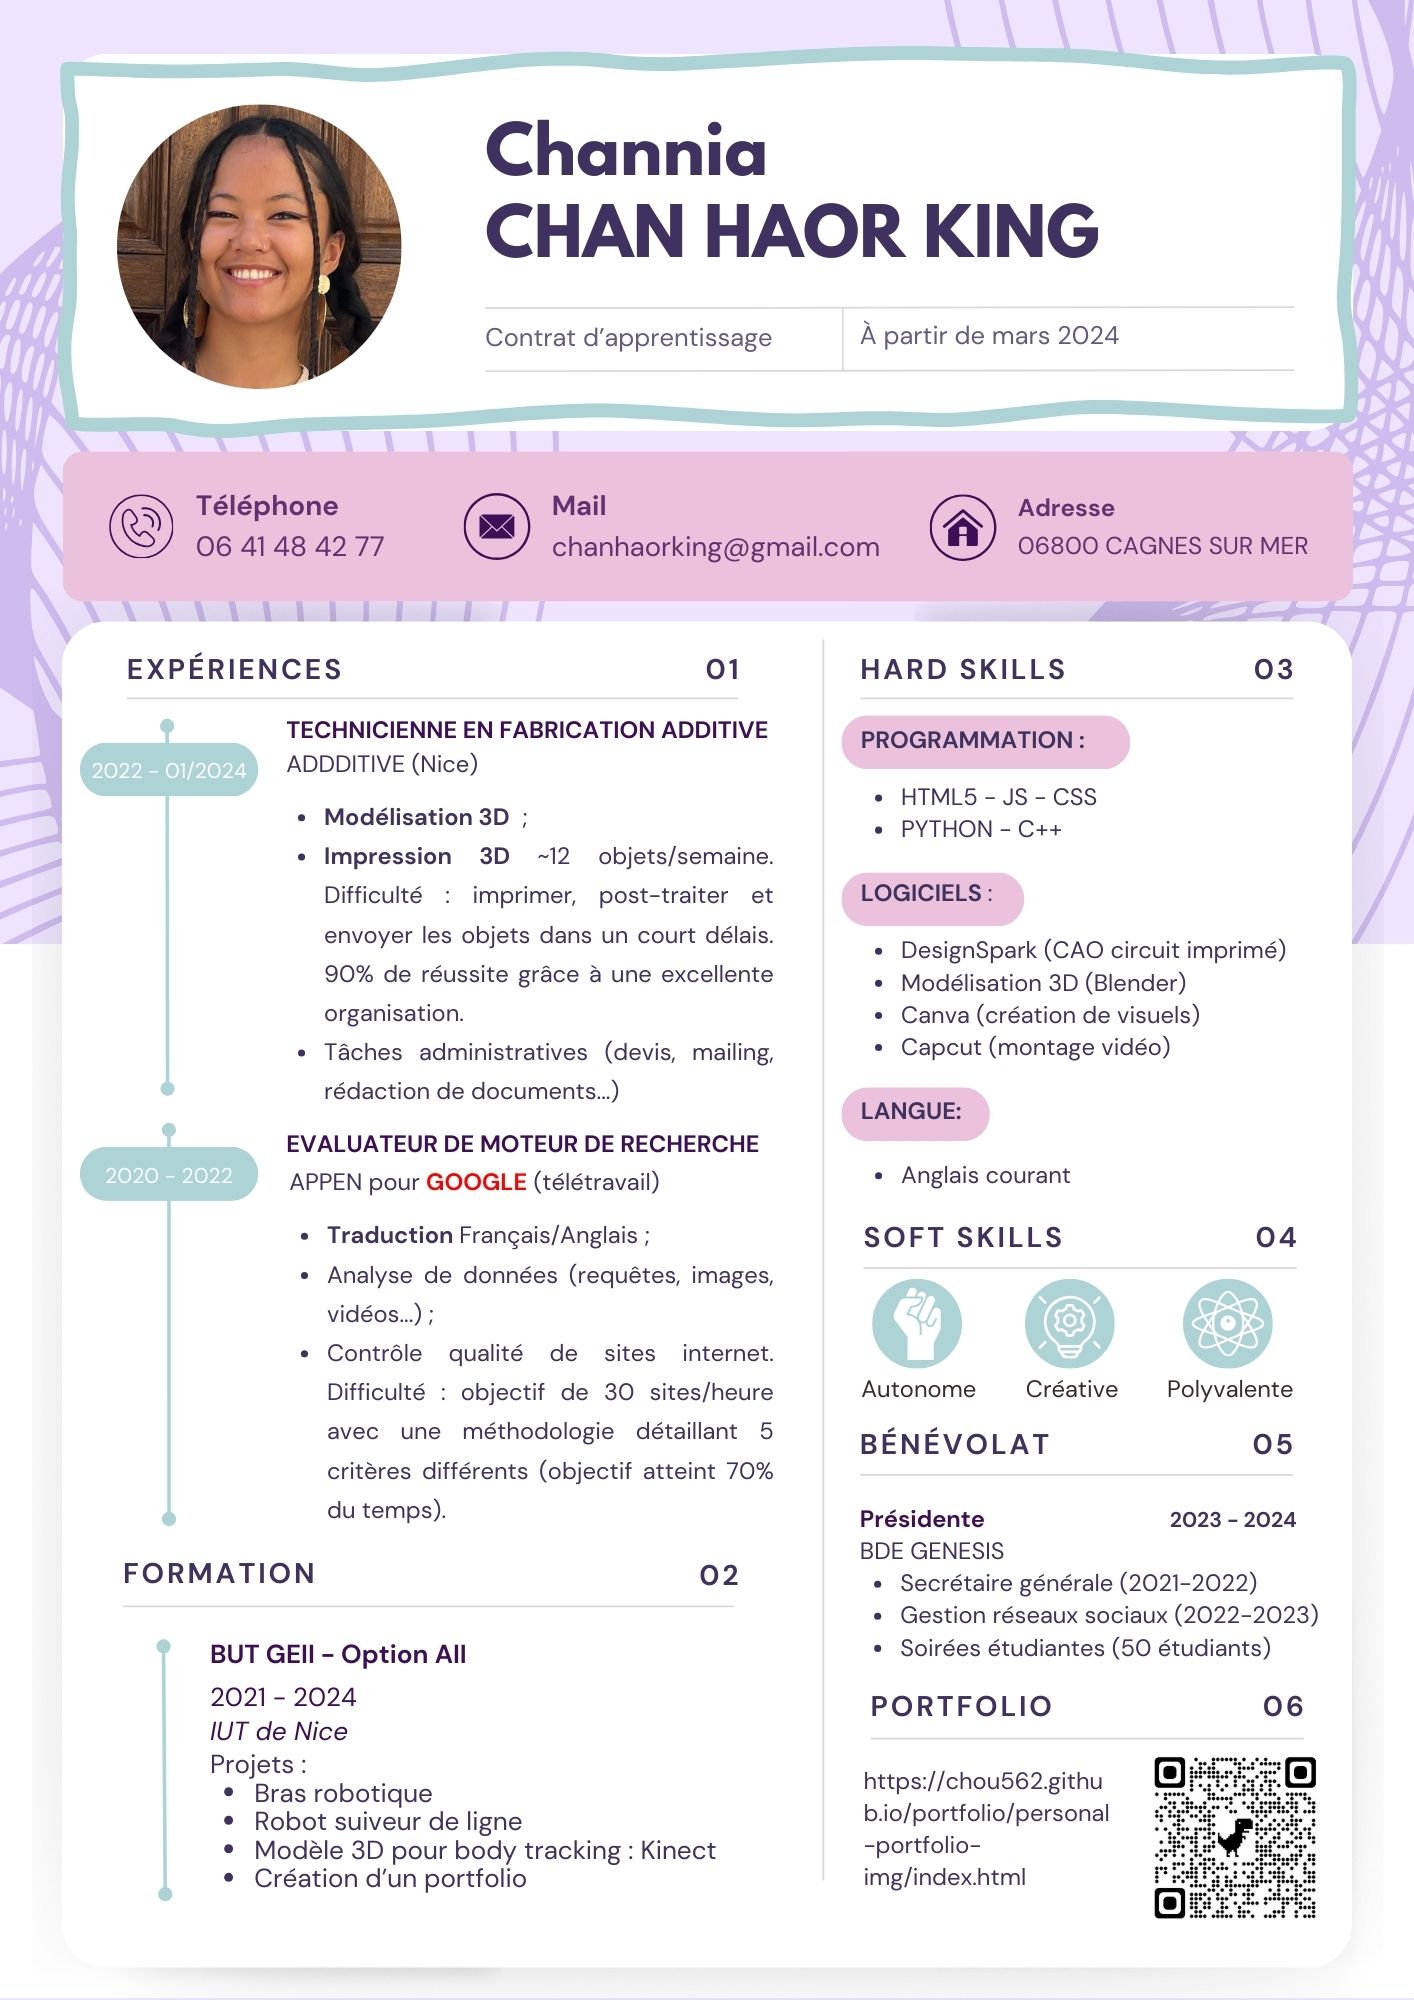 Channia
CHAN HAOR KING
Contrat d’apprentissage
À partir de mars 2024
Téléphone
06 41 48 42 77
Mail
chanhaorking@gmail.com
Adresse
06800 CAGNES SUR MER
EXPÉRIENCES 01
2022 - 01/2024
TECHNICIENNE EN FABRICATION ADDITIVE
ADDDITIVE (Nice)
• Modélisation 3D ;
• Impression 3D ~12 objets/semaine.
Difficulté : imprimer, post-traiter et
envoyer les objets dans un court délais.
90% de réussite grâce à une excellente
organisation.
• Tâches administratives (devis, mailing,
rédaction de documents...)
2020 - 2022
EVALUATEUR DE MOTEUR DE RECHERCHE
APPEN pour GOOGLE (télétravail)
• Traduction Français/Anglais ;
• Analyse de données (requêtes, images,
vidéos...) ;
• Contrôle qualité de sites internet.
Difficulté : objectif de 30 sites/heure
avec une méthodologie détaillant 5
critères différents (objectif atteint 70%
du temps).
FORMATION 02
BUT GEII - Option AII
2021 - 2024
IUT de Nice
Projets :
• Bras robotique
• Robot suiveur de ligne
• Modèle 3D pour body tracking : Kinect
• Création d’un portfolio
HARD SKILLS 03
PROGRAMMATION :
• HTML5 - JS - CSS
• PYTHON - C++
LOGICIELS :
• DesignSpark (CAO circuit imprimé)
• Modélisation 3D (Blender)
• Canva (création de visuels)
• Capcut (montage vidéo)
LANGUE:
• Anglais courant
SOFT SKILLS 04
Autonome
Créative
Polyvalente
BÉNÉVOLAT 05
Présidente 2023 - 2024
BDE GENESIS
• Secrétaire générale (2021-2022)
• Gestion réseaux sociaux (2022-2023)
• Soirées étudiantes (50 étudiants)
PORTFOLIO 06
https://chou562.githu
b.io/portfolio/personal
-portfolio-
img/index.html